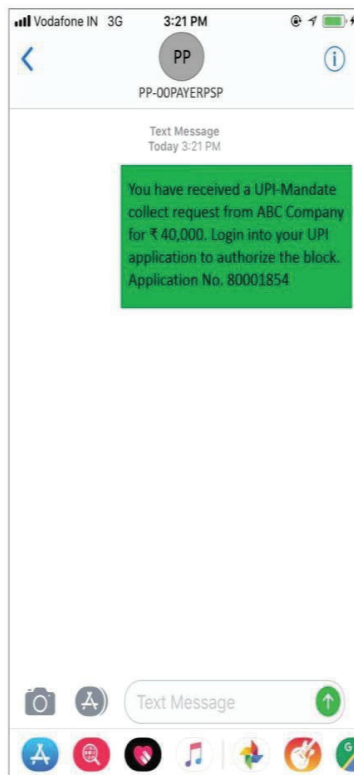 Vodafone IN 3G 3:21 PM
PP
PP-OOPAYERPSP
Text Message
Today 3:21 PM
You have received a UPI-Mandate
collect request from ABC Company
for ₹ 40,000. Login into your UPI
application to authorize the block.
Application No. 80001854
Text Message